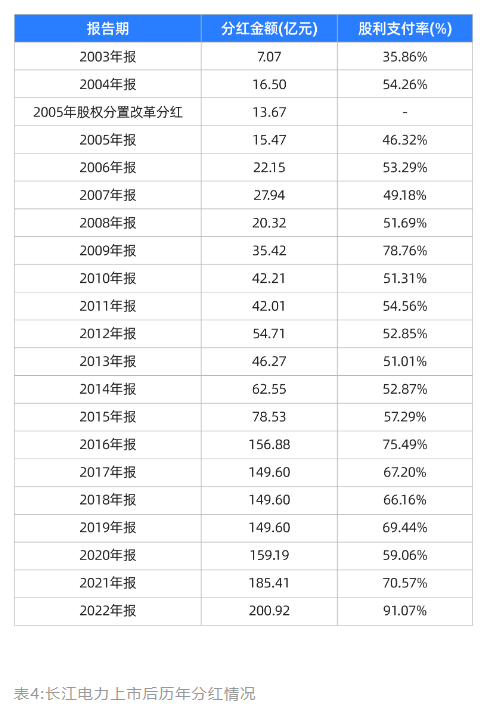 报告期 分红金额(亿元) 股利支付率(%)
2003年报 7.07 35.86%
2004年报 16.50 54.26%
2005年股权分置改革分红 13.67 -
2005年报 15.47 46.32%
2006年报 22.15 53.29%
2007年报 27.94 49.18%
2008年报 20.32 51.69%
2009年报 35.42 78.76%
2010年报 42.21 51.31%
2011年报 42.01 54.56%
2012年报 54.71 52.85%
2013年报 46.27 51.01%
2014年报 62.55 52.87%
2015年报 78.53 57.29%
2016年报 156.88 75.49%
2017年报 149.60 67.20%
2018年报 149.60 66.16%
2019年报 149.60 69.44%
2020年报 159.19 59.06%
2021年报 185.41 70.57%
2022年报 200.92 91.07%
表4:长江电力上市后历年分红情况